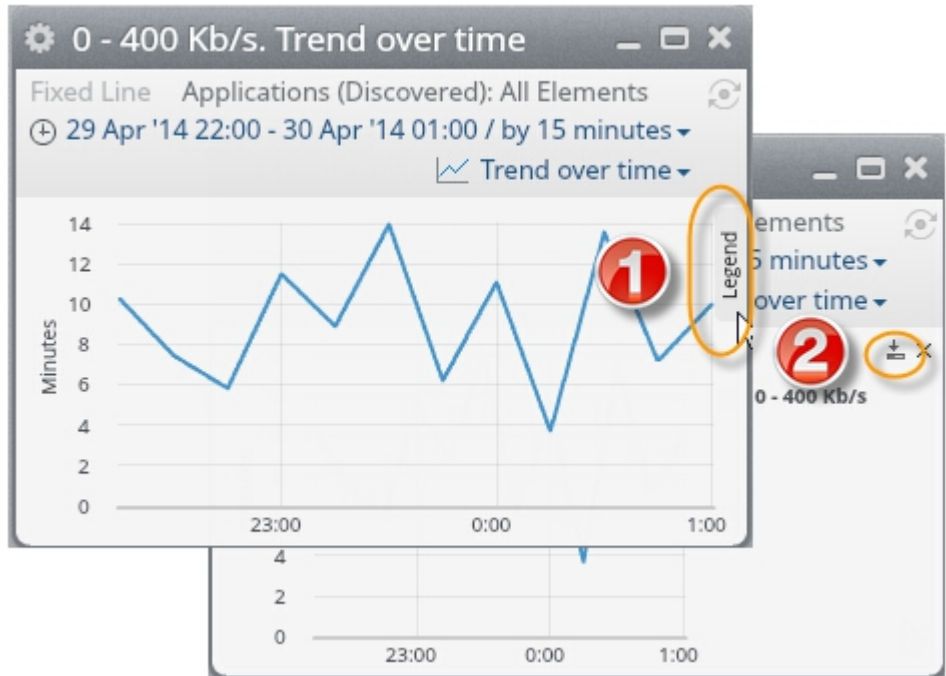 0 - 400 Kb/s. Trend over time
Fixed Line Applications (Discovered): All Elements
29 Apr '14 22:00 - 30 Apr '14 01:00 / by 15 minutes
Trend over time
Minutes
14
12
10
8
6
4
2
0
23:00 0:00 1:00
Legend
1
ements
5 minutes
over time
2
0 - 400 Kb/s
4
2
0
23:00 0:00 1:00